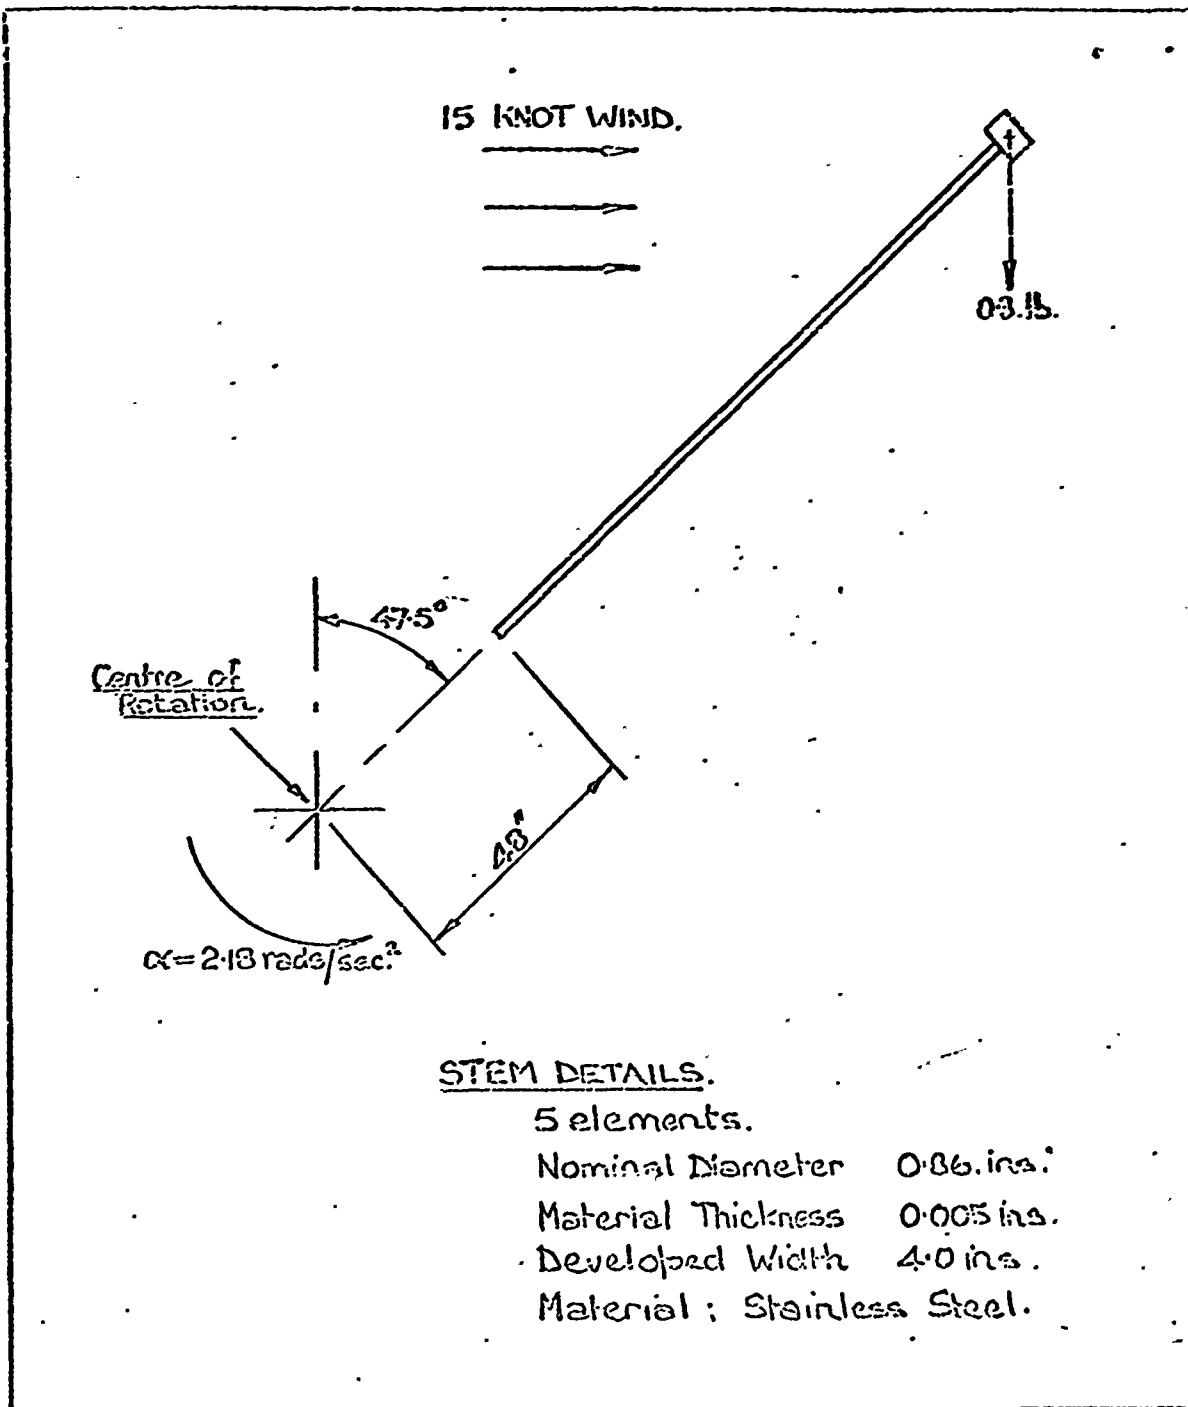 15 KNOT WIND.
0.3.lb.
47.5°
Centre of
Rotation.
48"
α = 2.18 rads/sec.²
STEM DETAILS.
5 elements.
Nominal Diameter 0.86. ins.
Material Thickness 0.005 ins.
Developed Width 4.0 ins.
Material ; Stainless Steel.